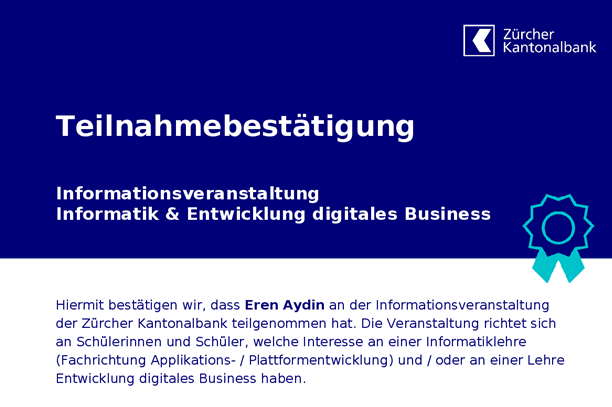 Zürcher
Kantonalbank
Teilnahmebestätigung
Informationsveranstaltung
Informatik & Entwicklung digitales Business
Hiermit bestätigen wir, dass Eren Aydin an der Informationsveranstaltung
der Zürcher Kantonalbank teilgenommen hat. Die Veranstaltung richtet sich
an Schülerinnen und Schüler, welche Interesse an einer Informatiklehre
(Fachrichtung Applikations- / Plattformentwicklung) und / oder an einer Lehre
Entwicklung digitales Business haben.